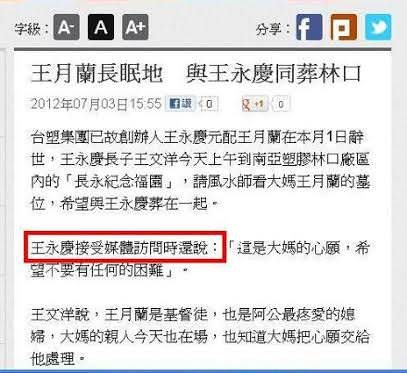 字級： A- A A+ 分享： f P
王月蘭長眠地　與王永慶同葬林口
2012年07月03日15:55 讚 0 g +1 0
台塑集團已故創辦人王永慶元配王月蘭在本月1日辭
世，王永慶長子王文洋今天上午到南亞塑膠林口廠區
內的「長永紀念福園」，請風水師看大媽王月蘭的墓
位，希望與王永慶葬在一起。
王永慶接受媒體訪問時還說：「這是大媽的心願，希
望不要有任何的困難」。
王文洋說，王月蘭是基督徒，也是阿公最疼愛的媳
婦，大媽的親人今天也在場，也知道大媽把心願交給
他處理。